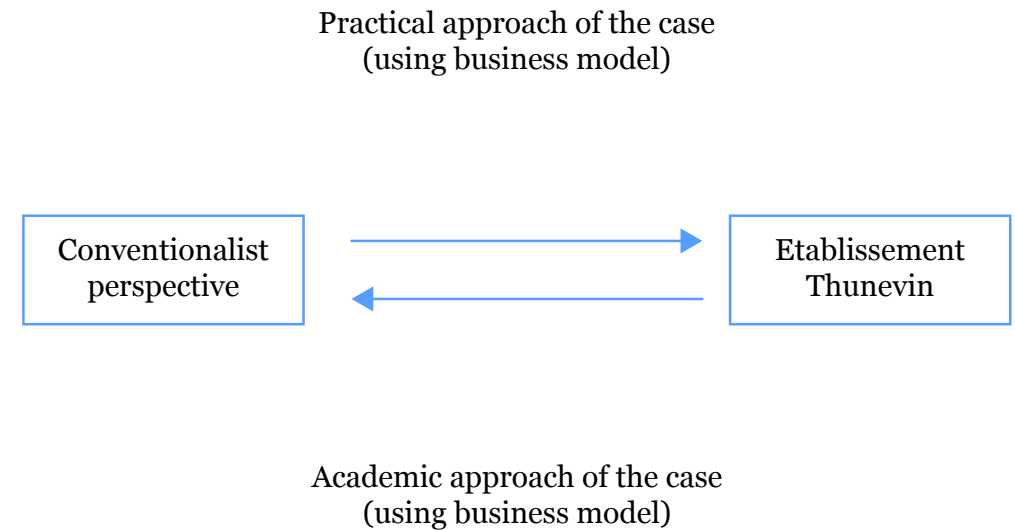 Practical approach of the case
(using business model)
Conventionalist
perspective
Etablissement
Thunevin
Academic approach of the case
(using business model)